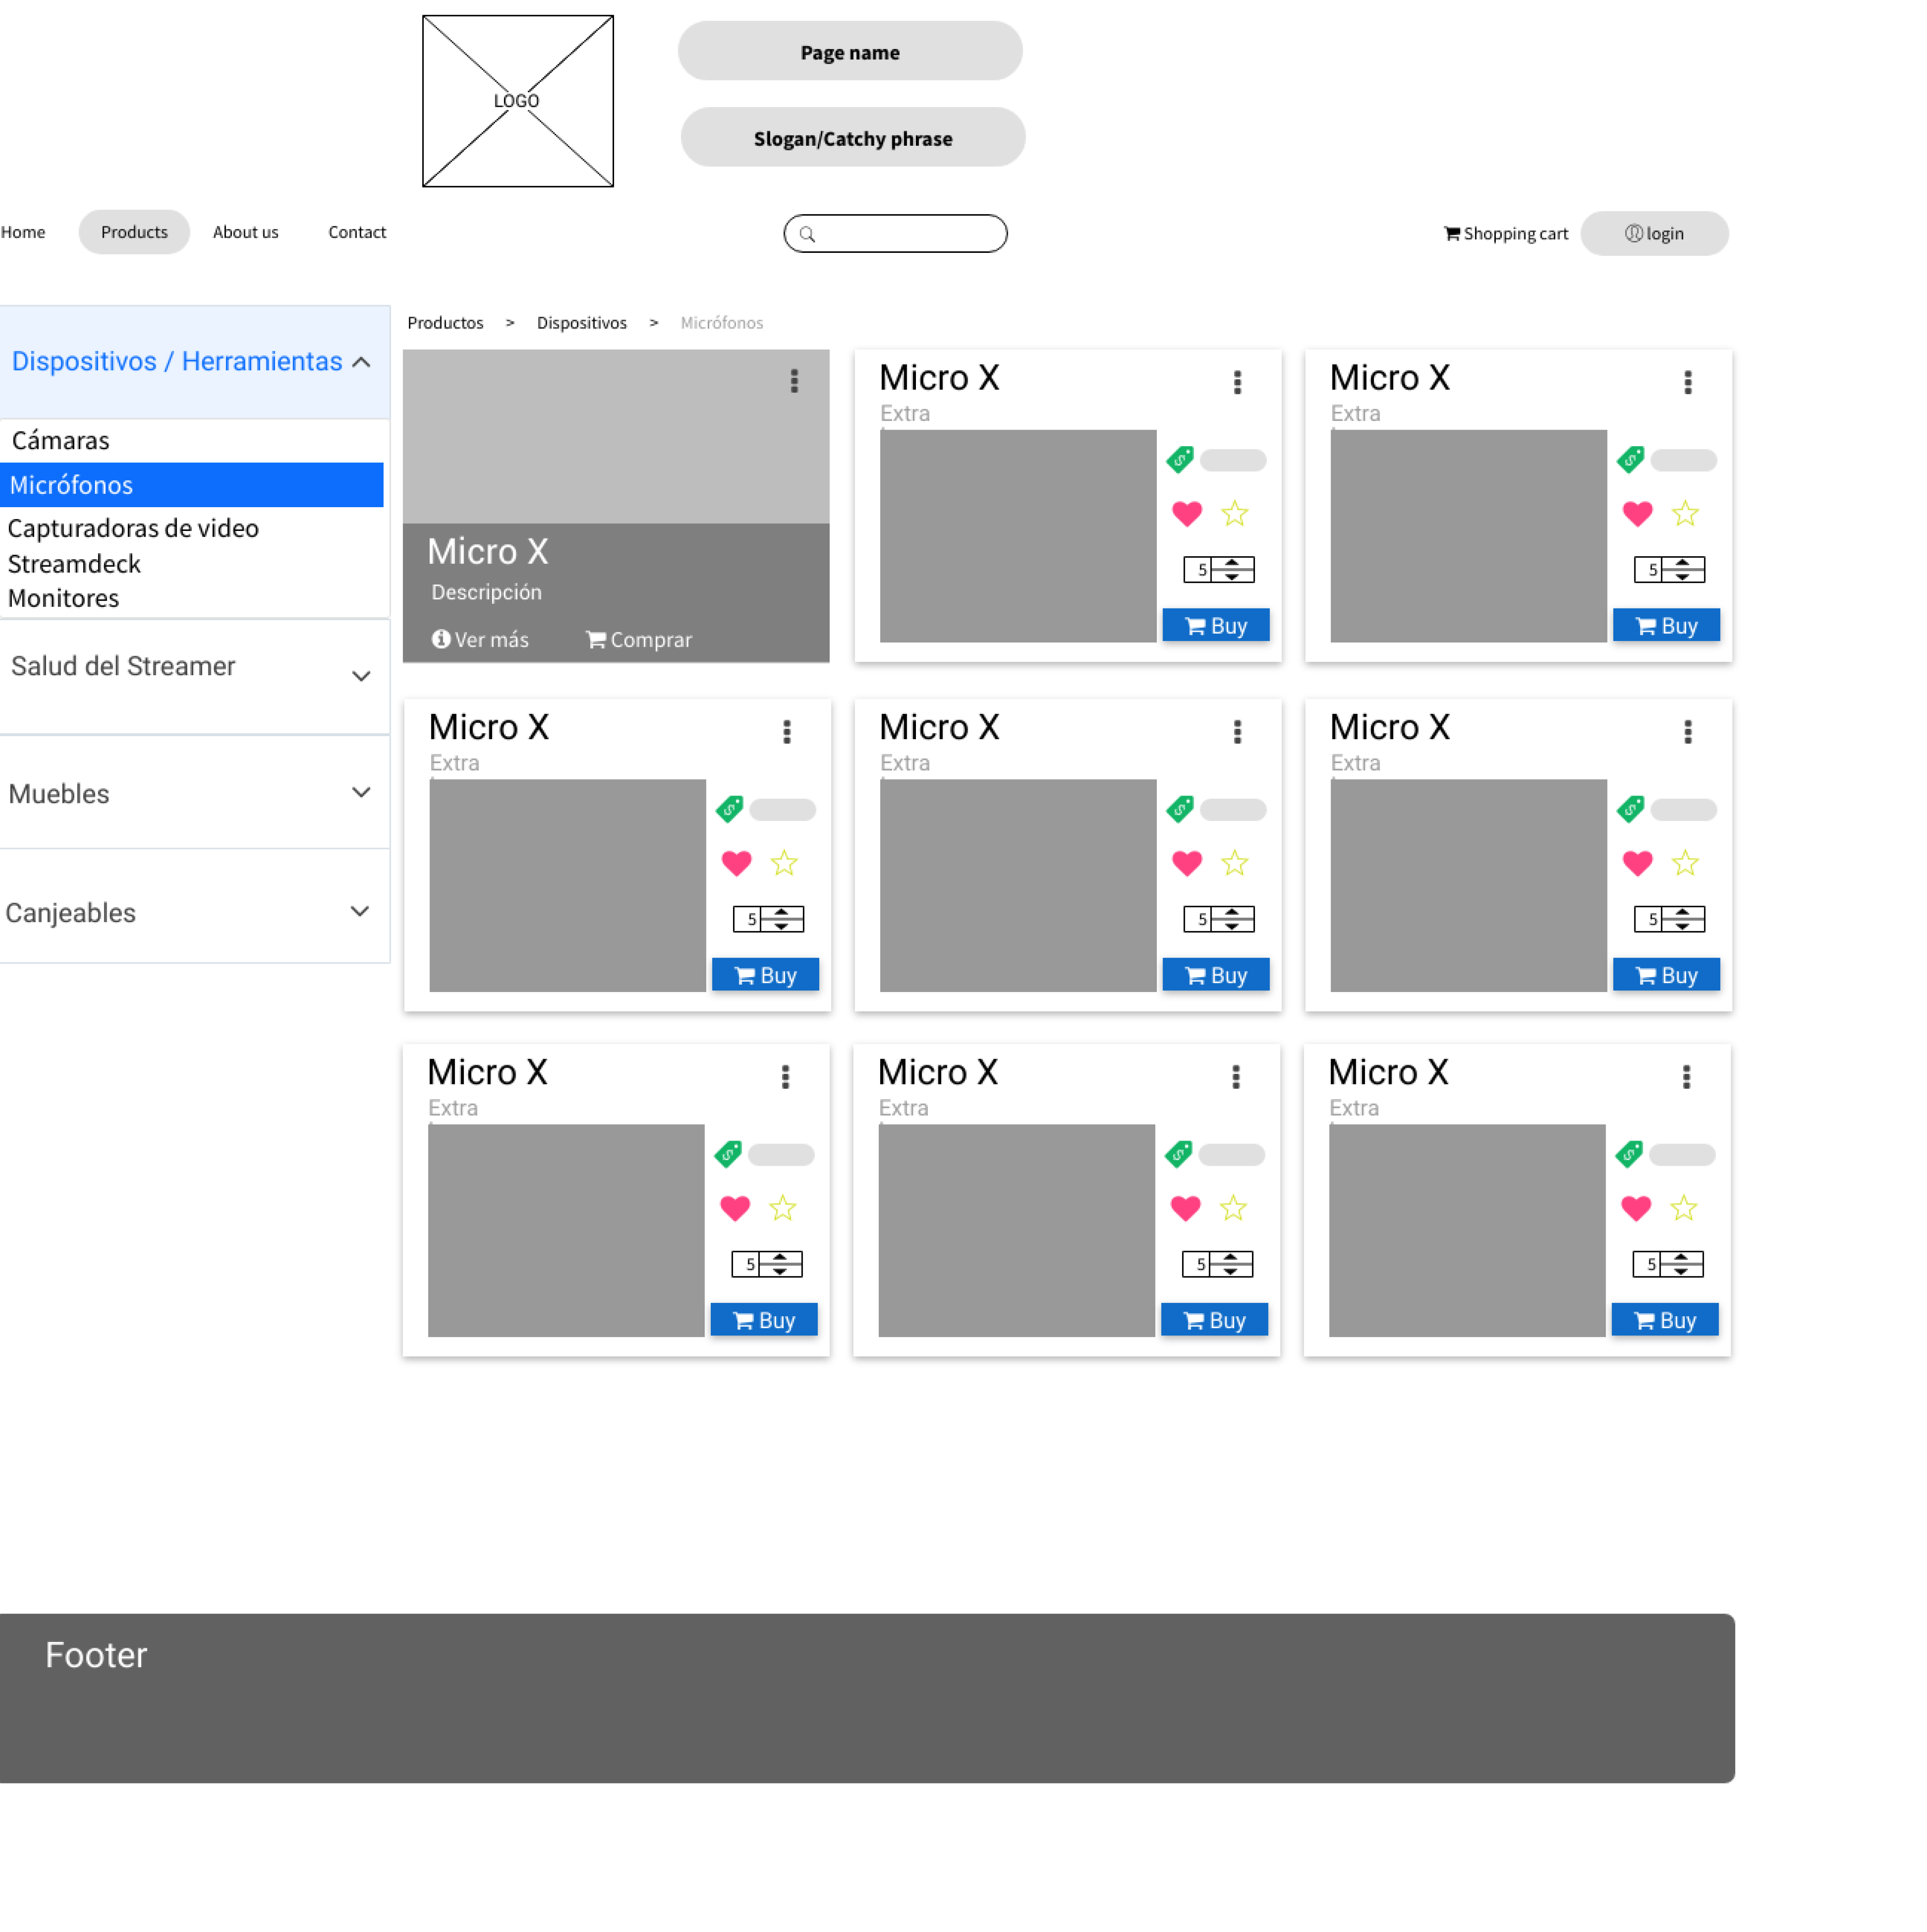 LOGO
Page name
Slogan/Catchy phrase
Home Products About us Contact Shopping cart login
Dispositivos / Herramientas
Cámaras
Micrófonos
Capturadoras de video
Streamdeck
Monitores
Salud del Streamer
Muebles
Canjeables
Productos > Dispositivos > Micrófonos
Micro X
Descripción
Ver más Comprar
Micro X
Extra
5
Buy
Micro X
Extra
5
Buy
Micro X
Extra
5
Buy
Micro X
Extra
5
Buy
Micro X
Extra
5
Buy
Micro X
Extra
5
Buy
Micro X
Extra
5
Buy
Micro X
Extra
5
Buy
Footer